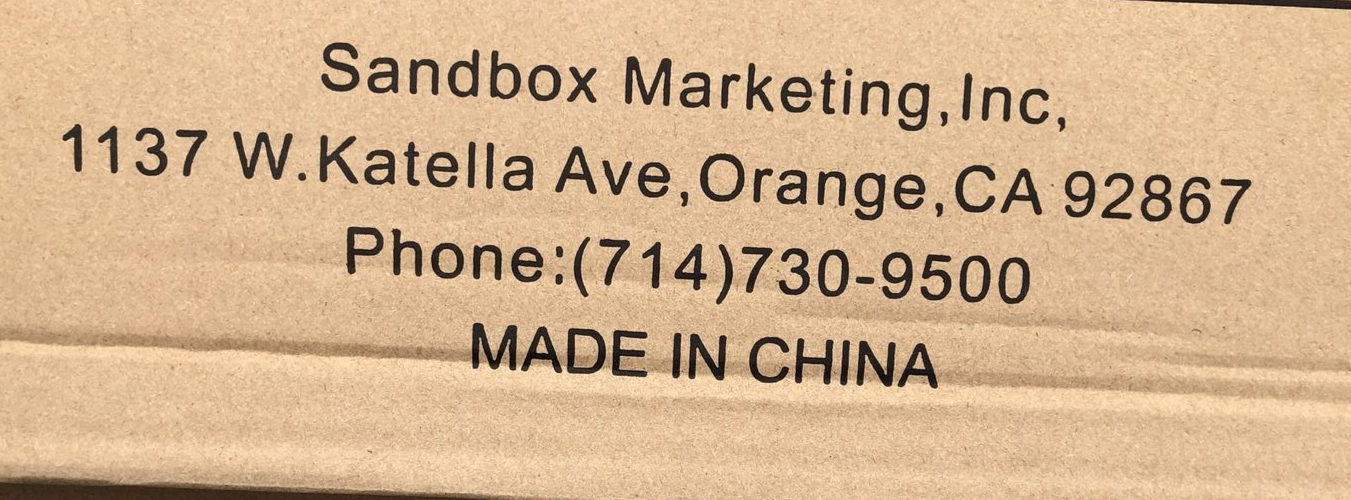 Sandbox Marketing,Inc,
1137 W.Katella Ave,Orange,CA 92867
Phone:(714)730-9500
MADE IN CHINA